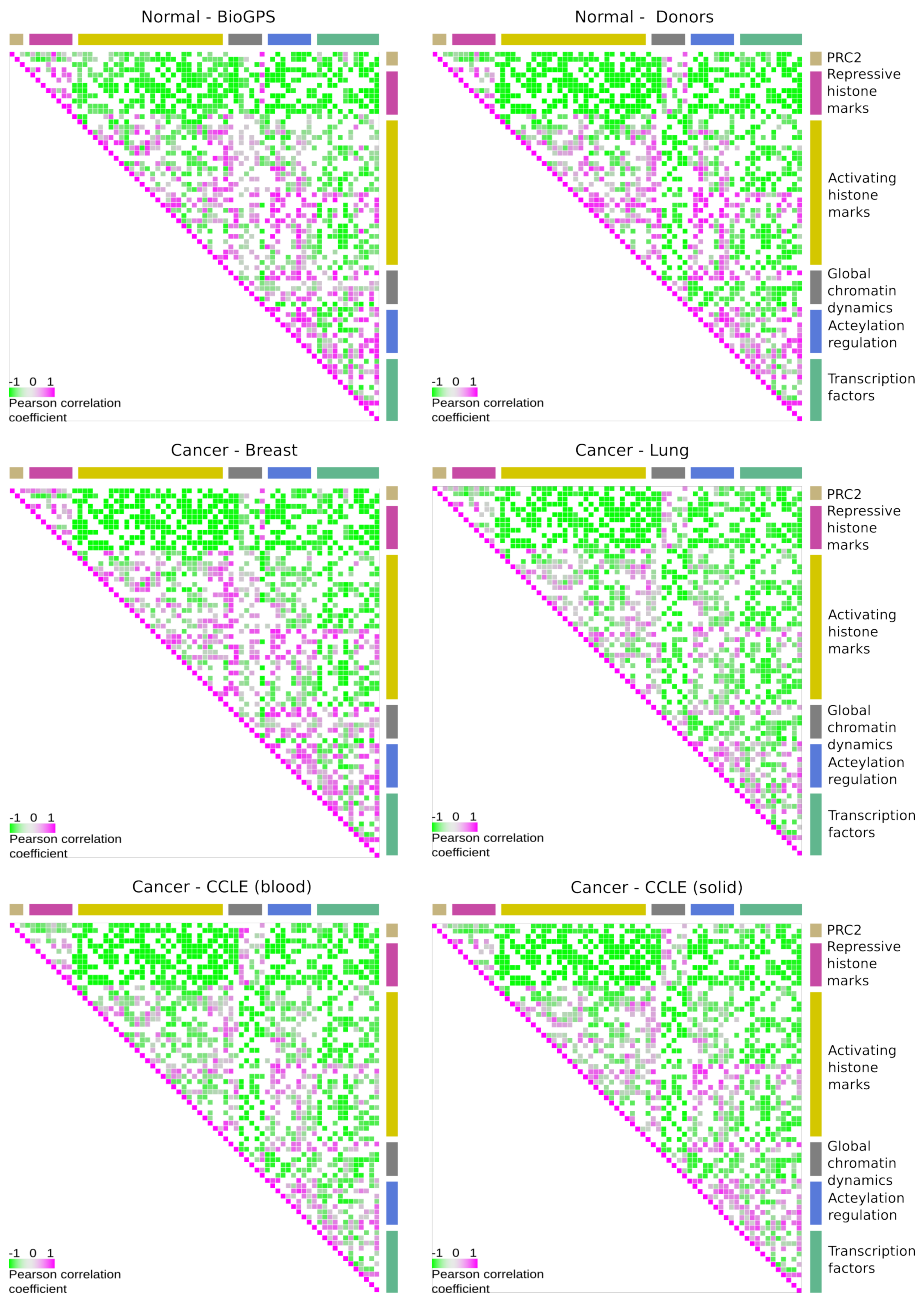 Normal - BioGPS
Normal - Donors
PRC2
Repressive
histone
marks
Activating
histone
marks
Global
chromatin
dynamics
Acteylation
regulation
Transcription
factors
-1 0 1
Pearson correlation
coefficient
-1 0 1
Pearson correlation
coefficient
Cancer - Breast
Cancer - Lung
PRC2
Repressive
histone
marks
Activating
histone
marks
Global
chromatin
dynamics
Acteylation
regulation
Transcription
factors
-1 0 1
Pearson correlation
coefficient
-1 0 1
Pearson correlation
coefficient
Cancer - CCLE (blood)
Cancer - CCLE (solid)
PRC2
Repressive
histone
marks
Activating
histone
marks
Global
chromatin
dynamics
Acteylation
regulation
Transcription
factors
-1 0 1
Pearson correlation
coefficient
-1 0 1
Pearson correlation
coefficient